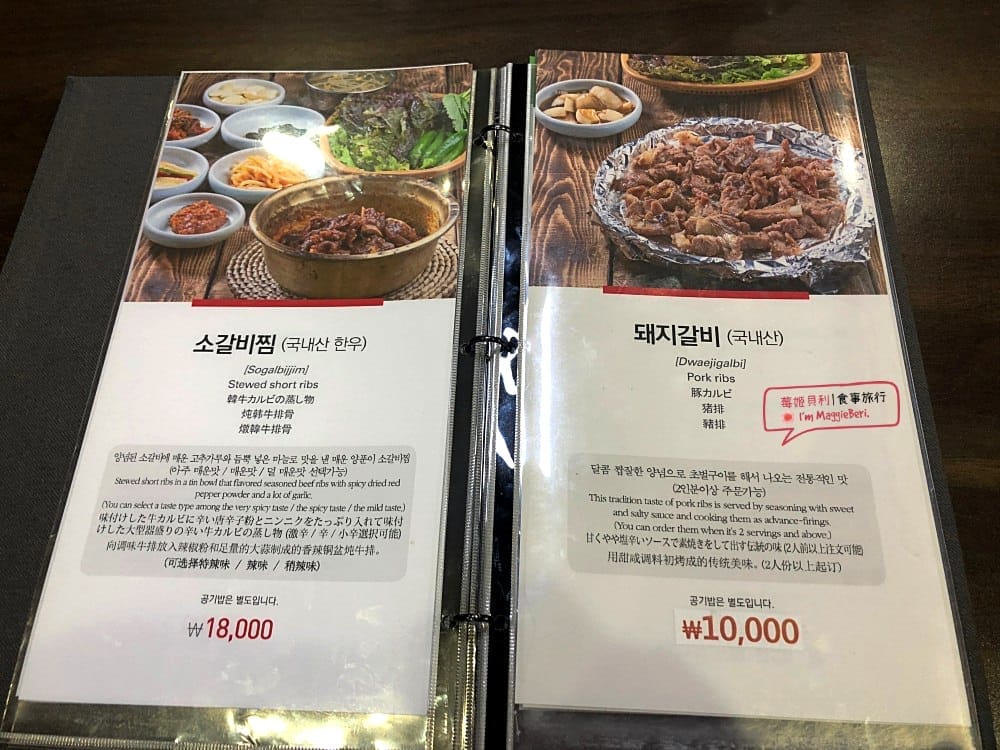 소갈비찜 (국내산 한우)
[Sogalbijjim]
Stewed short ribs
韓牛カルビの蒸し物
炖韩牛排骨
燉韓牛排骨
양념된 소갈비에 매운 고추가루와 듬뿍 넣은 마늘로 맛을 낸 매운 양푼이 소갈비찜
(아주 매운맛 / 매운맛 / 덜 매운맛 선택가능)
Stewed short ribs in a tin bowl that flavored seasoned beef ribs with spicy dried red
pepper powder and a lot of garlic.
(You can select a taste type among the very spicy taste / the spicy taste / the mild taste.)
味付けした牛カルビに辛い唐辛子粉とニンニクをたっぷり入れて味付
けした大型器盛りの辛い牛カルビの蒸し物 (激辛 / 辛 / 小辛選択可能)
向调味牛排放入辣椒粉和足量的大蒜制成的香辣铜盆炖牛排。
(可选择特辣味 / 辣味 / 稍辣味)
공기밥은 별도입니다.
₩18,000
돼지갈비 (국내산)
[Dwaejigalbi]
Pork ribs
豚カルビ
猪排
豬排
莓姬貝利|食事旅行
I'm MaggieBeri.
달콤 짭잘한 양념으로 초벌구이를 해서 나오는 전통적인 맛
(2인분이상 주문가능)
This tradition taste of pork ribs is served by seasoning with sweet
and salty sauce and cooking them as advance-firings.
(You can order them when it's 2 servings and above.)
甘くやや塩辛いソースで素焼きをして出す伝統の味 (2人前以上注文可能)
用甜咸调料初烤成的传统美味。(2人份以上起订)
공기밥은 별도입니다.
₩10,000